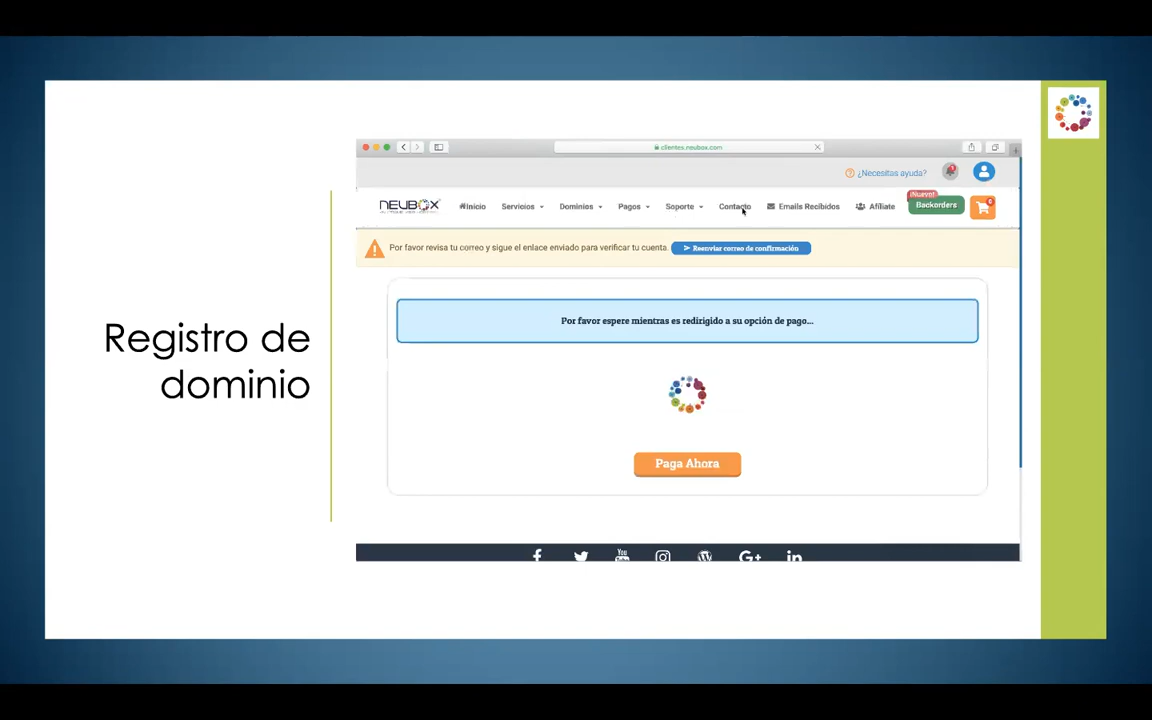 Registro de
dominio
clientes.neubox.com
¿Necesitas ayuda?
NEUBOX
Inicio Servicios Dominios Pagos Soporte Contacto Emails Recibidos Afíliate ¡Nuevo! Backorders
Por favor revisa tu correo y sigue el enlace enviado para verificar tu cuenta. Reenviar correo de confirmación
Por favor espere mientras es redirigido a su opción de pago...
Paga Ahora
You
G+ in